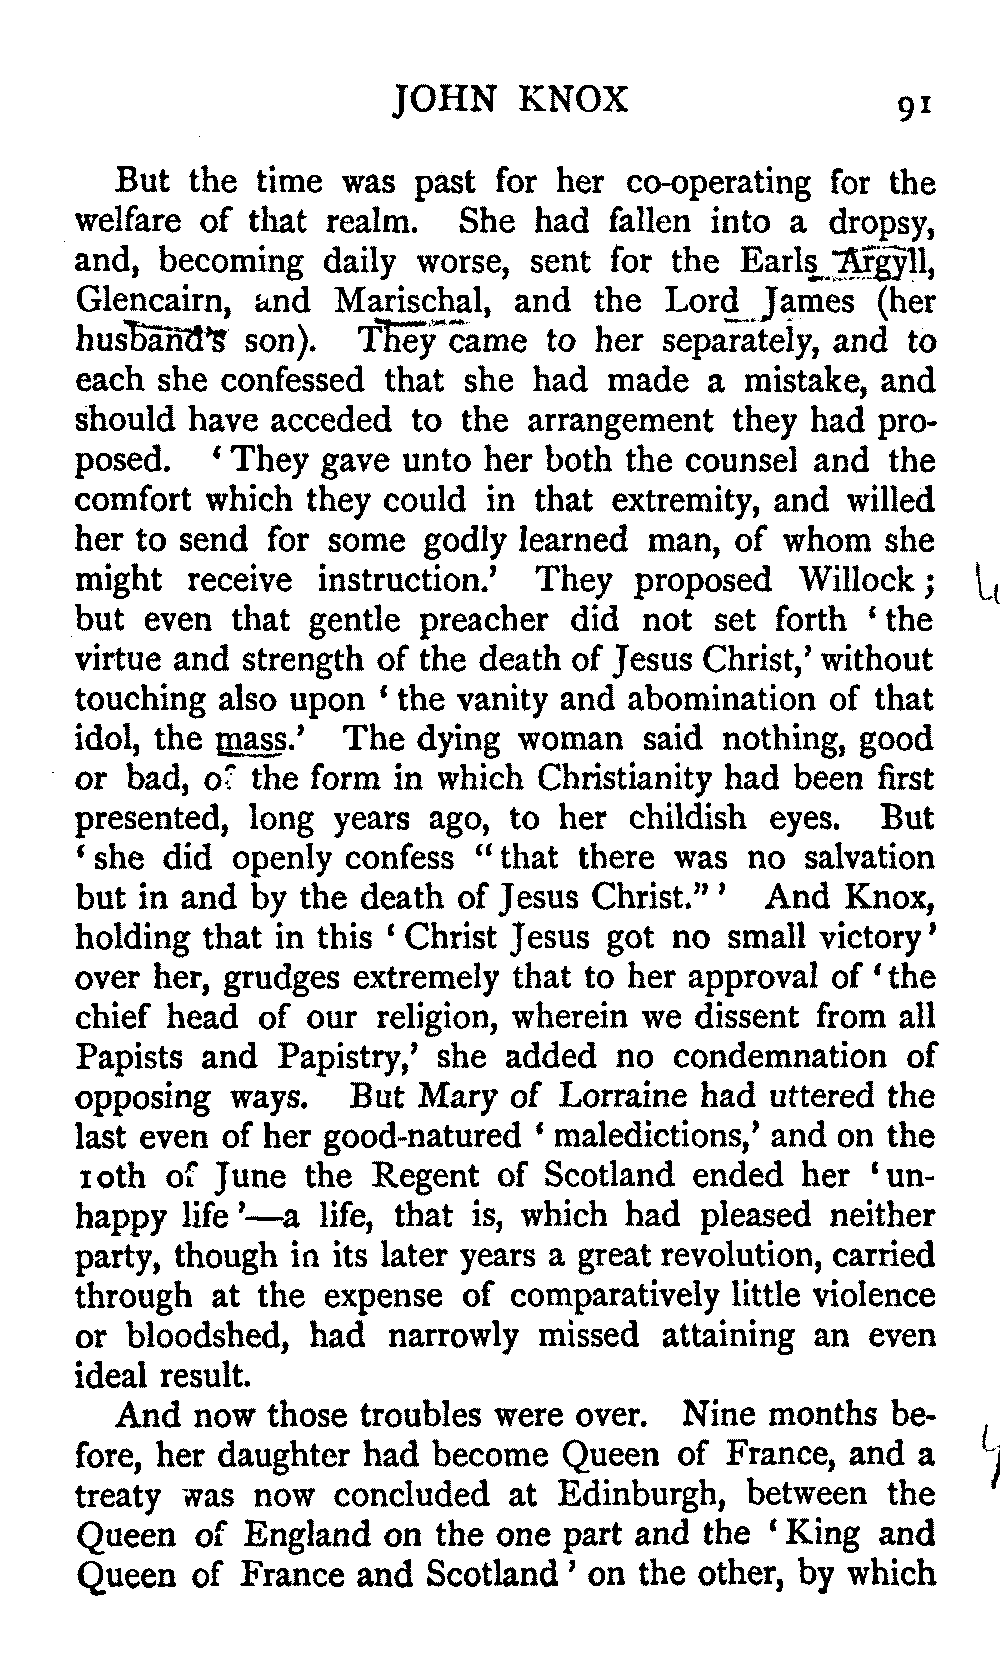 JOHN KNOX 91
But the time was past for her co-operating for the
welfare of that realm. She had fallen into a dropsy,
and, becoming daily worse, sent for the Earls Argyll,
Glencairn, and Marischal, and the Lord James (her
husband's son). They came to her separately, and to
each she confessed that she had made a mistake, and
should have acceded to the arrangement they had pro-
posed. ‘They gave unto her both the counsel and the
comfort which they could in that extremity, and willed
her to send for some godly learned man, of whom she
might receive instruction.’ They proposed Willock;
but even that gentle preacher did not set forth ‘the
virtue and strength of the death of Jesus Christ,’ without
touching also upon ‘the vanity and abomination of that
idol, the mass.’ The dying woman said nothing, good
or bad, of the form in which Christianity had been first
presented, long years ago, to her childish eyes. But
‘she did openly confess “that there was no salvation
but in and by the death of Jesus Christ.”’ And Knox,
holding that in this ‘Christ Jesus got no small victory’
over her, grudges extremely that to her approval of ‘the
chief head of our religion, wherein we dissent from all
Papists and Papistry,’ she added no condemnation of
opposing ways. But Mary of Lorraine had uttered the
last even of her good-natured ‘maledictions,’ and on the
10th of June the Regent of Scotland ended her ‘un-
happy life’—a life, that is, which had pleased neither
party, though in its later years a great revolution, carried
through at the expense of comparatively little violence
or bloodshed, had narrowly missed attaining an even
ideal result.
And now those troubles were over. Nine months be-
fore, her daughter had become Queen of France, and a
treaty was now concluded at Edinburgh, between the
Queen of England on the one part and the ‘King and
Queen of France and Scotland’ on the other, by which